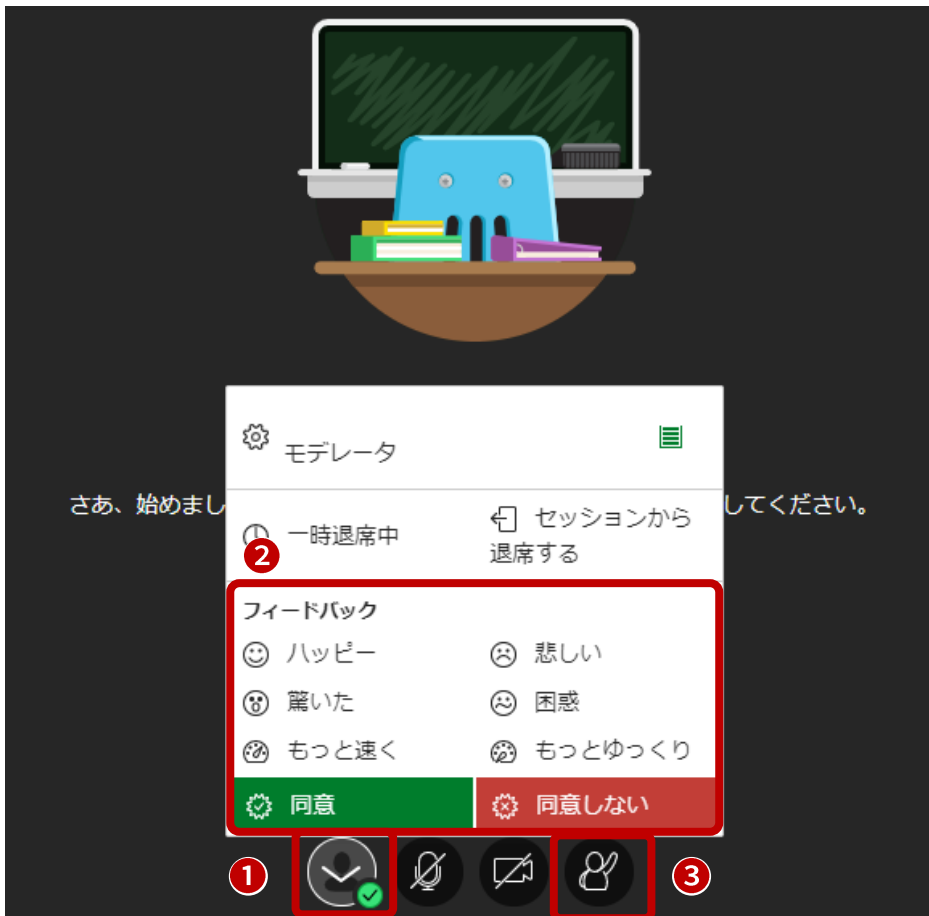 モデレータ
さあ、始めまし
してください。
一時退席中
セッションから
退席する
2
フィードバック
ハッピー
悲しい
驚いた
困惑
もっと速く
もっとゆっくり
同意
同意しない
1
3